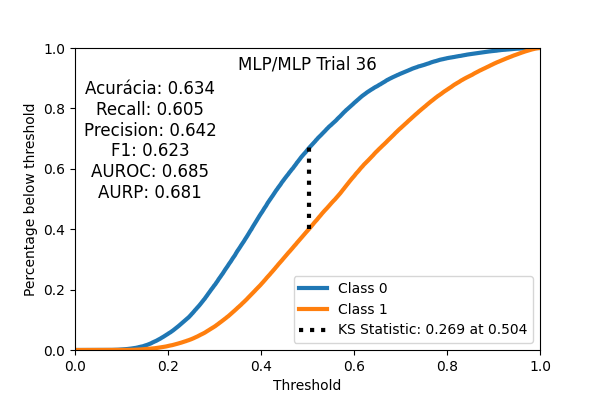 MLP/MLP Trial 36
Acurácia: 0.634
Recall: 0.605
Precision: 0.642
F1: 0.623
AUROC: 0.685
AURP: 0.681
Percentage below threshold
1.0
0.8
0.6
0.4
0.2
0.0
Class 0
Class 1
KS Statistic: 0.269 at 0.504
0.0 0.2 0.4 0.6 0.8 1.0
Threshold